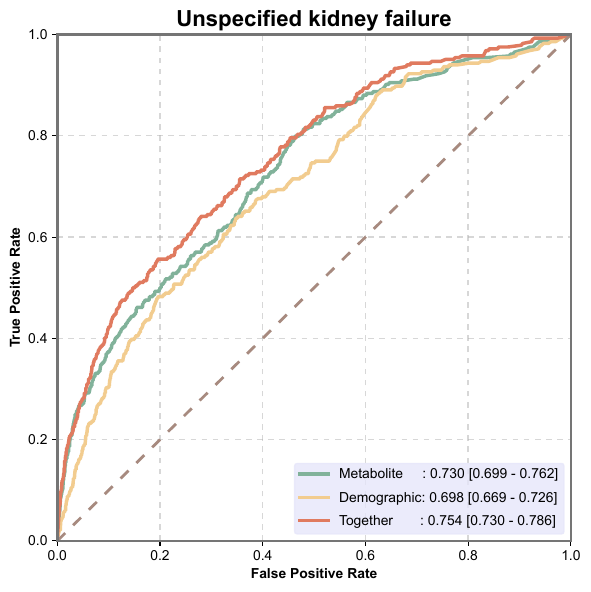 Unspecified kidney failure
1.0
0.8
0.6
0.4
0.2
0.0
True Positive Rate
Metabolite : 0.730 [0.699 - 0.762]
Demographic: 0.698 [0.669 - 0.726]
Together : 0.754 [0.730 - 0.786]
0.0 0.2 0.4 0.6 0.8 1.0
False Positive Rate